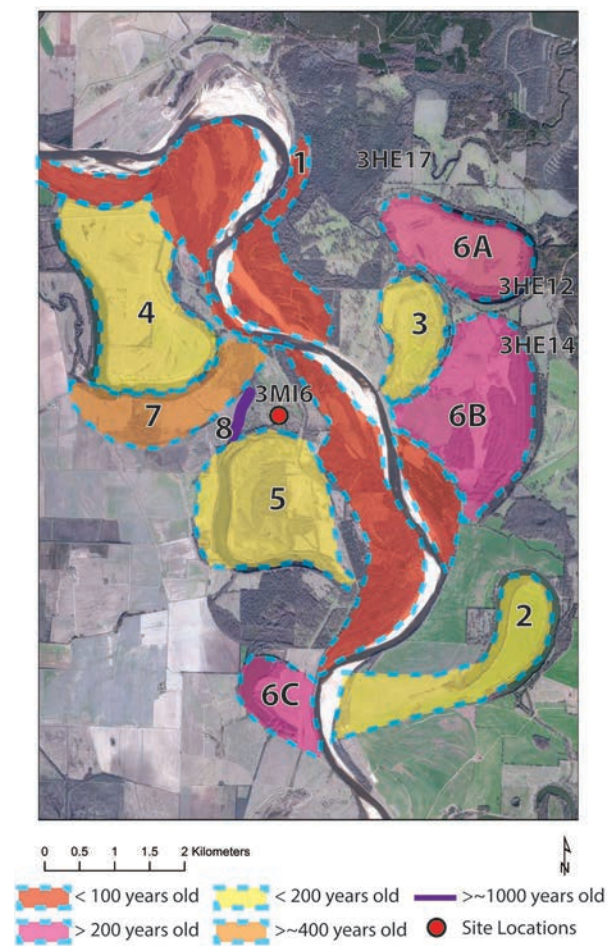 1
3HE17
6A
3HE12
4
3
3HE14
3MI6
7
8
6B
5
2
6C
0 0.5 1 1.5 2 Kilometers
N
< 100 years old
< 200 years old
>~1000 years old
> 200 years old
>~400 years old
Site Locations